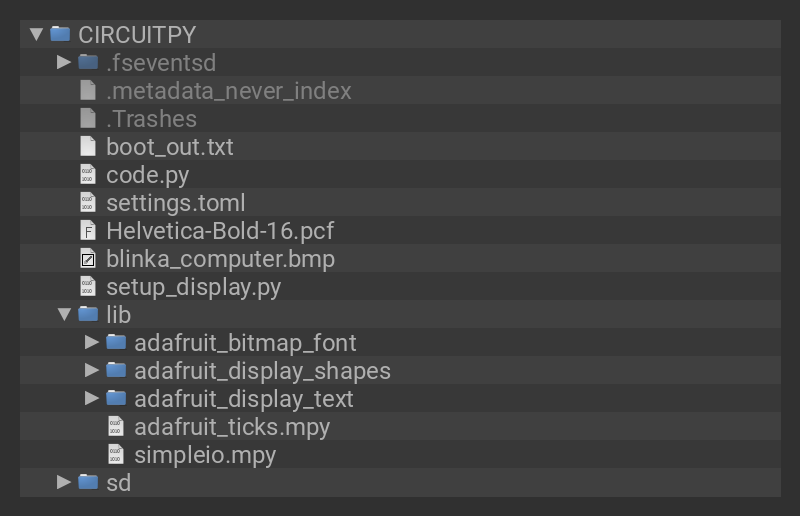 CIRCUITPY
.fseventsd
.metadata_never_index
.Trashes
boot_out.txt
code.py
settings.toml
Helvetica-Bold-16.pcf
blinka_computer.bmp
setup_display.py
lib
adafruit_bitmap_font
adafruit_display_shapes
adafruit_display_text
adafruit_ticks.mpy
simpleio.mpy
sd